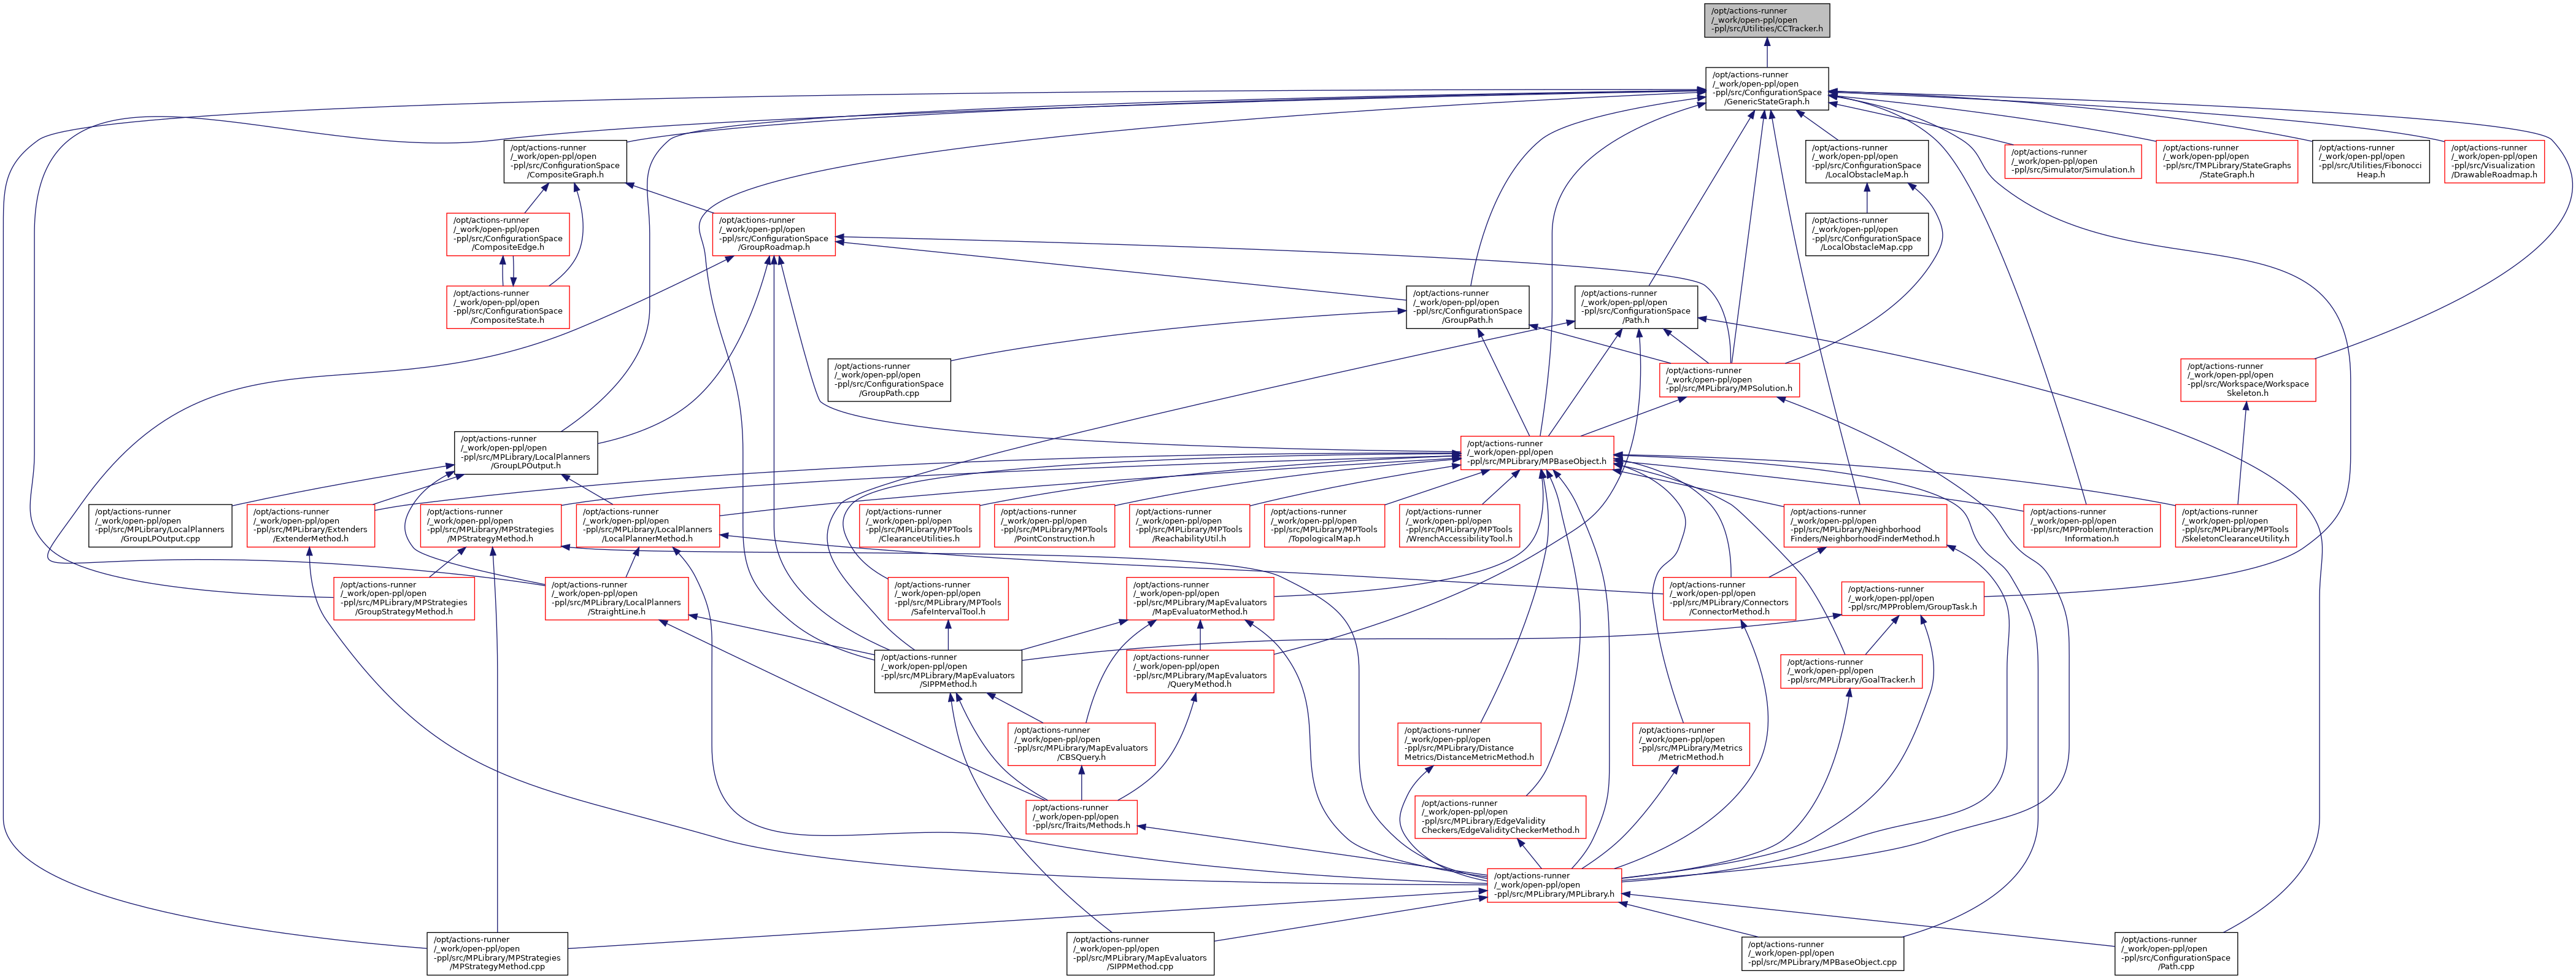 /opt/actions-runner
/_work/open-ppl/open
-ppl/src/Utilities/CCTracker.h
/opt/actions-runner
/_work/open-ppl/open
-ppl/src/ConfigurationSpace
/GenericStateGraph.h
/opt/actions-runner
/_work/open-ppl/open
-ppl/src/ConfigurationSpace
/CompositeGraph.h
/opt/actions-runner
/_work/open-ppl/open
-ppl/src/ConfigurationSpace
/LocalObstacleMap.h
/opt/actions-runner
/_work/open-ppl/open
-ppl/src/Simulator/Simulation.h
/opt/actions-runner
/_work/open-ppl/open
-ppl/src/TMPLibrary/StateGraphs
/StateGraph.h
/opt/actions-runner
/_work/open-ppl/open
-ppl/src/Utilities/Fibonocci
Heap.h
/opt/actions-runner
/_work/open-ppl/open
-ppl/src/Visualization
/DrawableRoadmap.h
/opt/actions-runner
/_work/open-ppl/open
-ppl/src/ConfigurationSpace
/CompositeEdge.h
/opt/actions-runner
/_work/open-ppl/open
-ppl/src/ConfigurationSpace
/GroupRoadmap.h
/opt/actions-runner
/_work/open-ppl/open
-ppl/src/ConfigurationSpace
/LocalObstacleMap.cpp
/opt/actions-runner
/_work/open-ppl/open
-ppl/src/ConfigurationSpace
/CompositeState.h
/opt/actions-runner
/_work/open-ppl/open
-ppl/src/ConfigurationSpace
/GroupPath.h
/opt/actions-runner
/_work/open-ppl/open
-ppl/src/ConfigurationSpace
/Path.h
/opt/actions-runner
/_work/open-ppl/open
-ppl/src/ConfigurationSpace
/GroupPath.cpp
/opt/actions-runner
/_work/open-ppl/open
-ppl/src/MPLibrary/MPSolution.h
/opt/actions-runner
/_work/open-ppl/open
-ppl/src/Workspace/Workspace
Skeleton.h
/opt/actions-runner
/_work/open-ppl/open
-ppl/src/MPLibrary/LocalPlanners
/GroupLPOutput.h
/opt/actions-runner
/_work/open-ppl/open
-ppl/src/MPLibrary/MPBaseObject.h
/opt/actions-runner
/_work/open-ppl/open
-ppl/src/MPLibrary/LocalPlanners
/GroupLPOutput.cpp
/opt/actions-runner
/_work/open-ppl/open
-ppl/src/MPLibrary/Extenders
/ExtenderMethod.h
/opt/actions-runner
/_work/open-ppl/open
-ppl/src/MPLibrary/MPStrategies
/MPStrategyMethod.h
/opt/actions-runner
/_work/open-ppl/open
-ppl/src/MPLibrary/LocalPlanners
/LocalPlannerMethod.h
/opt/actions-runner
/_work/open-ppl/open
-ppl/src/MPLibrary/MPTools
/ClearanceUtilities.h
/opt/actions-runner
/_work/open-ppl/open
-ppl/src/MPLibrary/MPTools
/PointConstruction.h
/opt/actions-runner
/_work/open-ppl/open
-ppl/src/MPLibrary/MPTools
/ReachabilityUtil.h
/opt/actions-runner
/_work/open-ppl/open
-ppl/src/MPLibrary/MPTools
/TopologicalMap.h
/opt/actions-runner
/_work/open-ppl/open
-ppl/src/MPLibrary/MPTools
/WrenchAccessibilityTool.h
/opt/actions-runner
/_work/open-ppl/open
-ppl/src/MPLibrary/Neighborhood
Finders/NeighborhoodFinderMethod.h
/opt/actions-runner
/_work/open-ppl/open
-ppl/src/MPProblem/Interaction
Information.h
/opt/actions-runner
/_work/open-ppl/open
-ppl/src/MPLibrary/MPTools
/SkeletonClearanceUtility.h
/opt/actions-runner
/_work/open-ppl/open
-ppl/src/MPLibrary/MPStrategies
/GroupStrategyMethod.h
/opt/actions-runner
/_work/open-ppl/open
-ppl/src/MPLibrary/LocalPlanners
/StraightLine.h
/opt/actions-runner
/_work/open-ppl/open
-ppl/src/MPLibrary/MPTools
/SafeIntervalTool.h
/opt/actions-runner
/_work/open-ppl/open
-ppl/src/MPLibrary/MapEvaluators
/MapEvaluatorMethod.h
/opt/actions-runner
/_work/open-ppl/open
-ppl/src/MPLibrary/Connectors
/ConnectorMethod.h
/opt/actions-runner
/_work/open-ppl/open
-ppl/src/MPProblem/GroupTask.h
/opt/actions-runner
/_work/open-ppl/open
-ppl/src/MPLibrary/MapEvaluators
/SIPPMethod.h
/opt/actions-runner
/_work/open-ppl/open
-ppl/src/MPLibrary/MapEvaluators
/QueryMethod.h
/opt/actions-runner
/_work/open-ppl/open
-ppl/src/MPLibrary/GoalTracker.h
/opt/actions-runner
/_work/open-ppl/open
-ppl/src/MPLibrary/MapEvaluators
/CBSQuery.h
/opt/actions-runner
/_work/open-ppl/open
-ppl/src/MPLibrary/Distance
Metrics/DistanceMetricMethod.h
/opt/actions-runner
/_work/open-ppl/open
-ppl/src/MPLibrary/Metrics
/MetricMethod.h
/opt/actions-runner
/_work/open-ppl/open
-ppl/src/Traits/Methods.h
/opt/actions-runner
/_work/open-ppl/open
-ppl/src/MPLibrary/EdgeValidity
Checkers/EdgeValidityCheckerMethod.h
/opt/actions-runner
/_work/open-ppl/open
-ppl/src/MPLibrary/MPLibrary.h
/opt/actions-runner
/_work/open-ppl/open
-ppl/src/MPLibrary/MPStrategies
/MPStrategyMethod.cpp
/opt/actions-runner
/_work/open-ppl/open
-ppl/src/MPLibrary/MapEvaluators
/SIPPMethod.cpp
/opt/actions-runner
/_work/open-ppl/open
-ppl/src/MPLibrary/MPBaseObject.cpp
/opt/actions-runner
/_work/open-ppl/open
-ppl/src/ConfigurationSpace
/Path.cpp